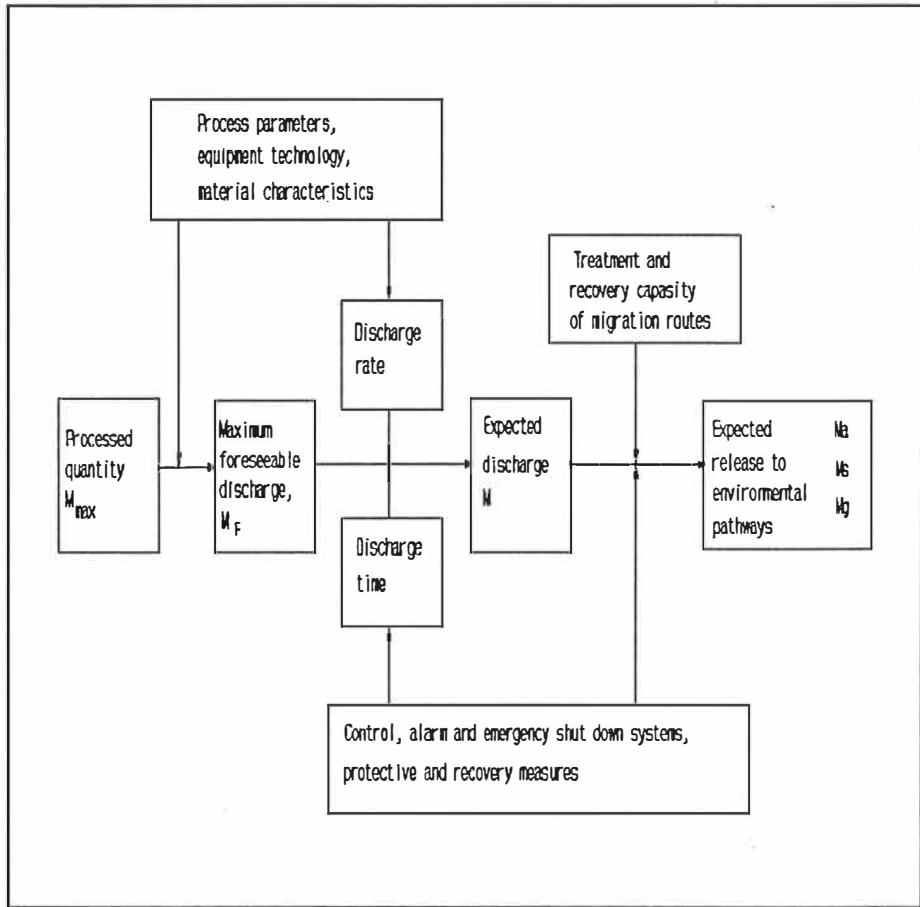 Process parameters,
equipment technology,
material characteristics
Treatment and
recovery capasity
of migration routes
Discharge
rate
Processed
quantity
M max
Maximum
foreseeable
discharge,
M F
Expected
discharge
M
Expected
release to
environmental
pathways
Ma
Ms
Mg
Discharge
time
Control, alarm and emergency shut down systems,
protective and recovery measures